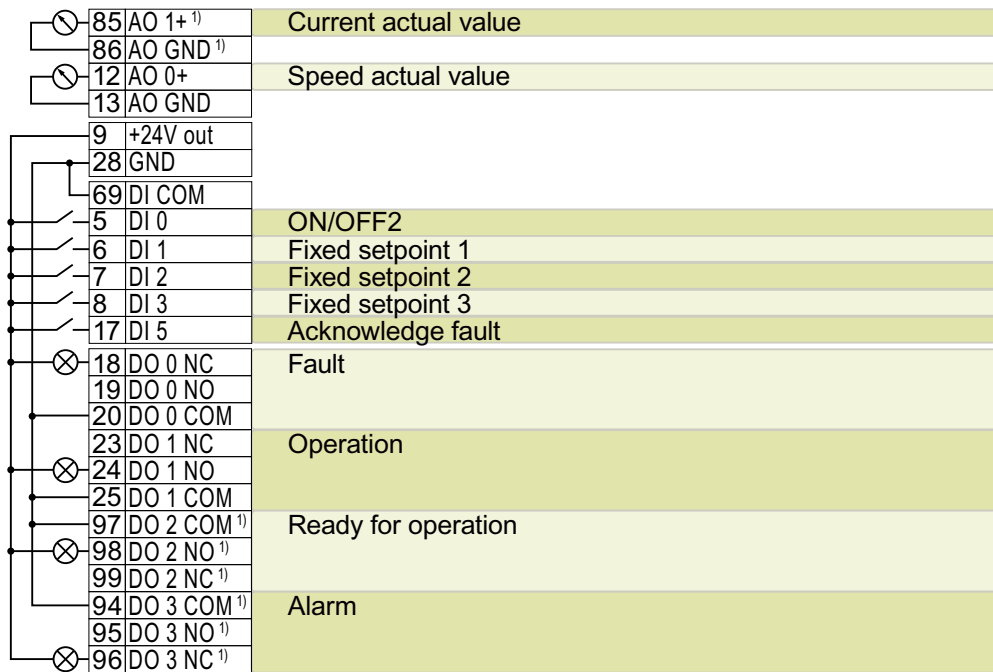 85 AO 1+ 1) Current actual value
86 AO GND 1)
12 AO 0+ Speed actual value
13 AO GND
9 +24V out
28 GND
69 DI COM
5 DI 0 ON/OFF2
6 DI 1 Fixed setpoint 1
7 DI 2 Fixed setpoint 2
8 DI 3 Fixed setpoint 3
17 DI 5 Acknowledge fault
18 DO 0 NC Fault
19 DO 0 NO
20 DO 0 COM
23 DO 1 NC Operation
24 DO 1 NO
25 DO 1 COM
97 DO 2 COM 1) Ready for operation
98 DO 2 NO 1)
99 DO 2 NC 1)
94 DO 3 COM 1) Alarm
95 DO 3 NO 1)
96 DO 3 NC 1)